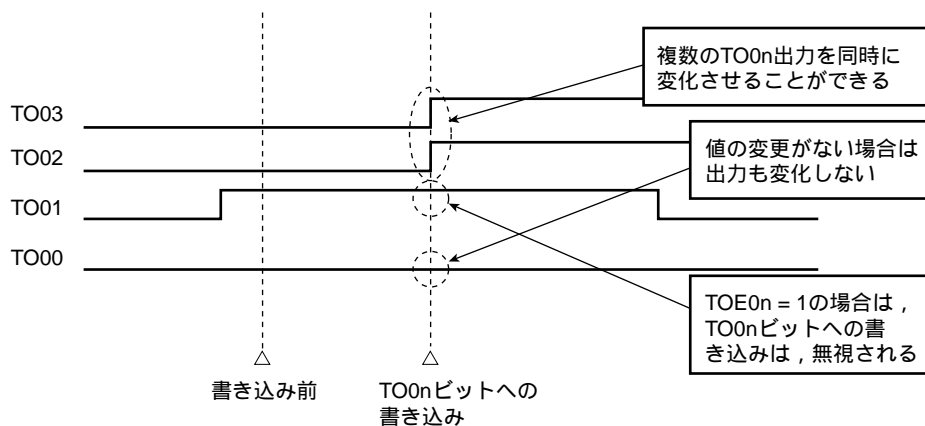 複数のTO0n出力を同時に
変化させることができる
TO03
値の変更がない場合は
出力も変化しない
TO02
TO01
TO00
TOE0n = 1の場合は，
TO0nビットへの書
き込みは，無視される
書き込み前
TO0nビットへの
書き込み